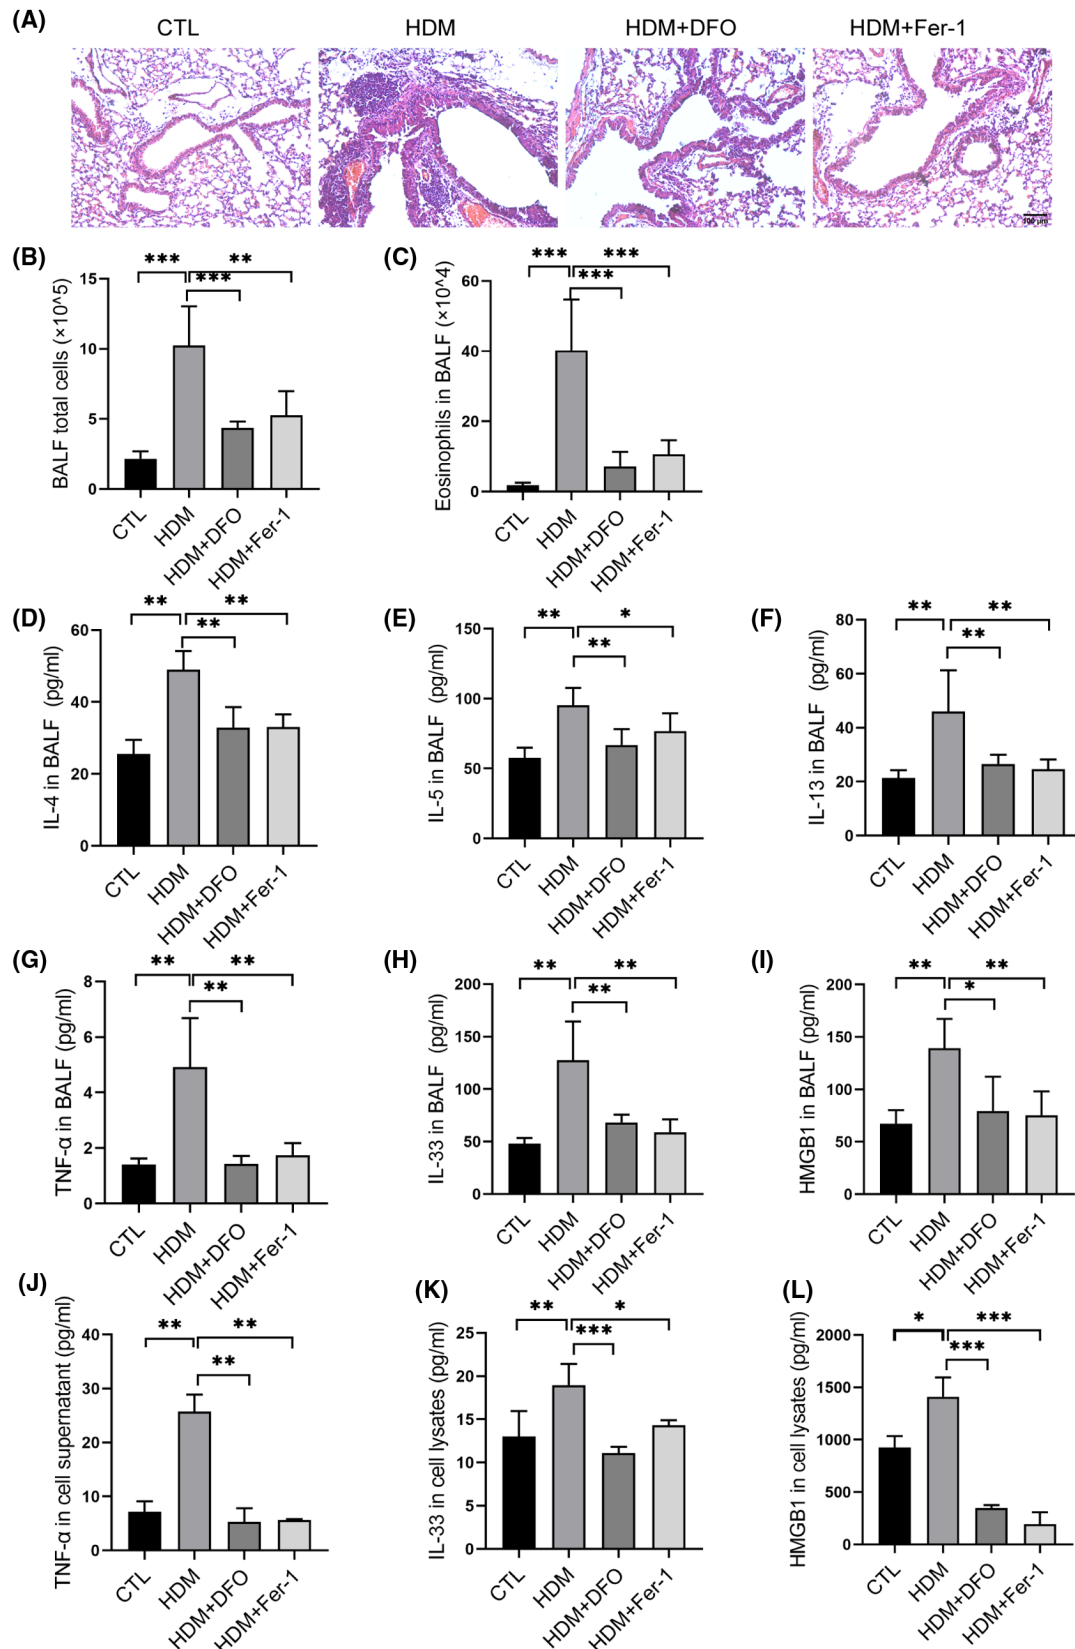 (A)
CTL
HDM
HDM+DFO
HDM+Fer-1
100 μm
(B)
BALF total cells (×10^5)
15
10
5
0
***
**
***
CTL
HDM
HDM+DFO
HDM+Fer-1
(C)
Eosinophils in BALF (×10^4)
60
40
20
0
***
***
***
CTL
HDM
HDM+DFO
HDM+Fer-1
(D)
IL-4 in BALF (pg/ml)
60
40
20
0
**
**
**
CTL
HDM
HDM+DFO
HDM+Fer-1
(E)
IL-5 in BALF (pg/ml)
150
100
50
0
**
*
**
CTL
HDM
HDM+DFO
HDM+Fer-1
(F)
IL-13 in BALF (pg/ml)
80
60
40
20
0
**
**
**
CTL
HDM
HDM+DFO
HDM+Fer-1
(G)
TNF-α in BALF (pg/ml)
8
6
4
2
0
**
**
**
CTL
HDM
HDM+DFO
HDM+Fer-1
(H)
IL-33 in BALF (pg/ml)
200
150
100
50
0
**
**
**
CTL
HDM
HDM+DFO
HDM+Fer-1
(I)
HMGB1 in BALF (pg/ml)
200
150
100
50
0
**
**
*
CTL
HDM
HDM+DFO
HDM+Fer-1
(J)
TNF-α in cell supernatant (pg/ml)
40
30
20
10
0
**
**
**
CTL
HDM
HDM+DFO
HDM+Fer-1
(K)
IL-33 in cell lysates (pg/ml)
25
20
15
10
5
0
**
*
***
CTL
HDM
HDM+DFO
HDM+Fer-1
(L)
HMGB1 in cell lysates (pg/ml)
2000
1500
1000
500
0
*
***
***
CTL
HDM
HDM+DFO
HDM+Fer-1